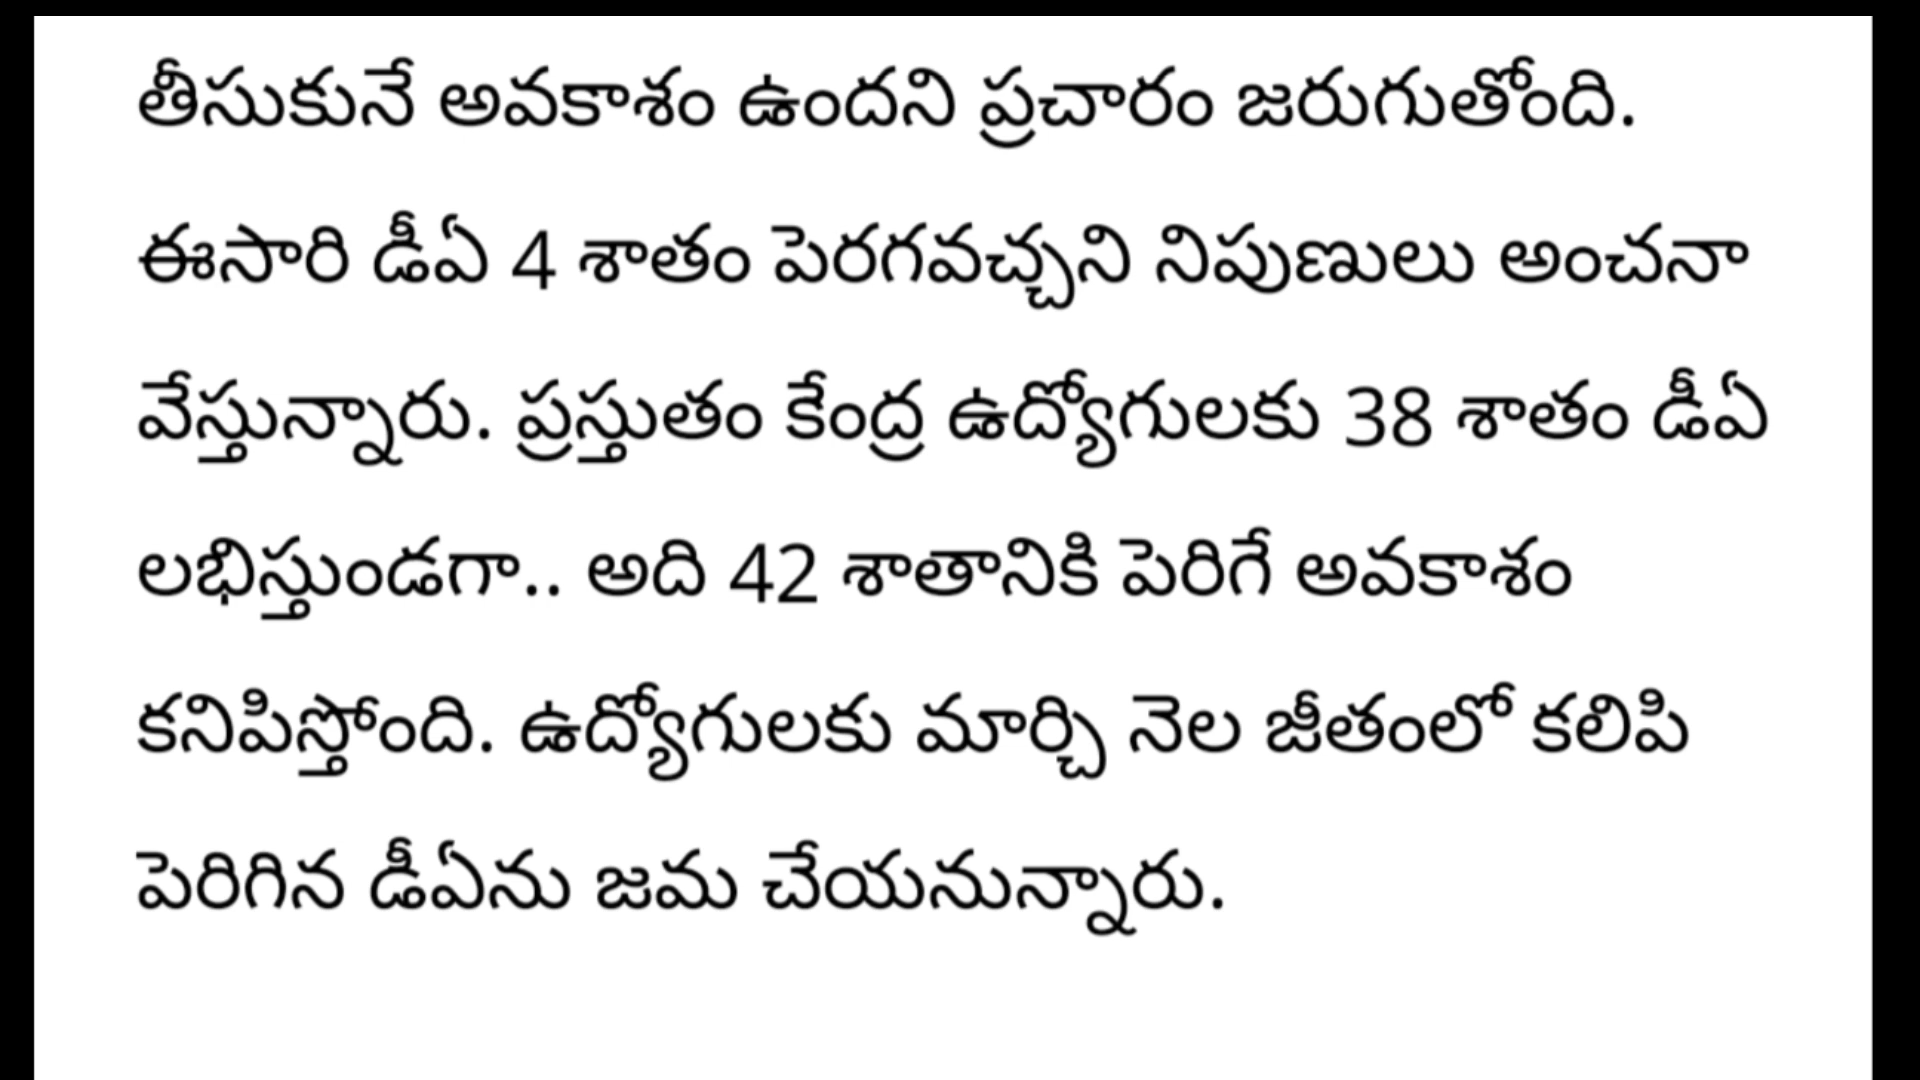 తీసుకునే అవకాశం ఉందని ప్రచారం జరుగుతోంది.
ఈసారి డీఏ 4 శాతం పెరగవచ్చని నిపుణులు అంచనా
వేస్తున్నారు. ప్రస్తుతం కేంద్ర ఉద్యోగులకు 38 శాతం డీఏ
లభిస్తుండగా.. అది 42 శాతానికి పెరిగే అవకాశం
కనిపిస్తోంది. ఉద్యోగులకు మార్చి నెల జీతంలో కలిపి
పెరిగిన డీఏను జమ చేయనున్నారు.